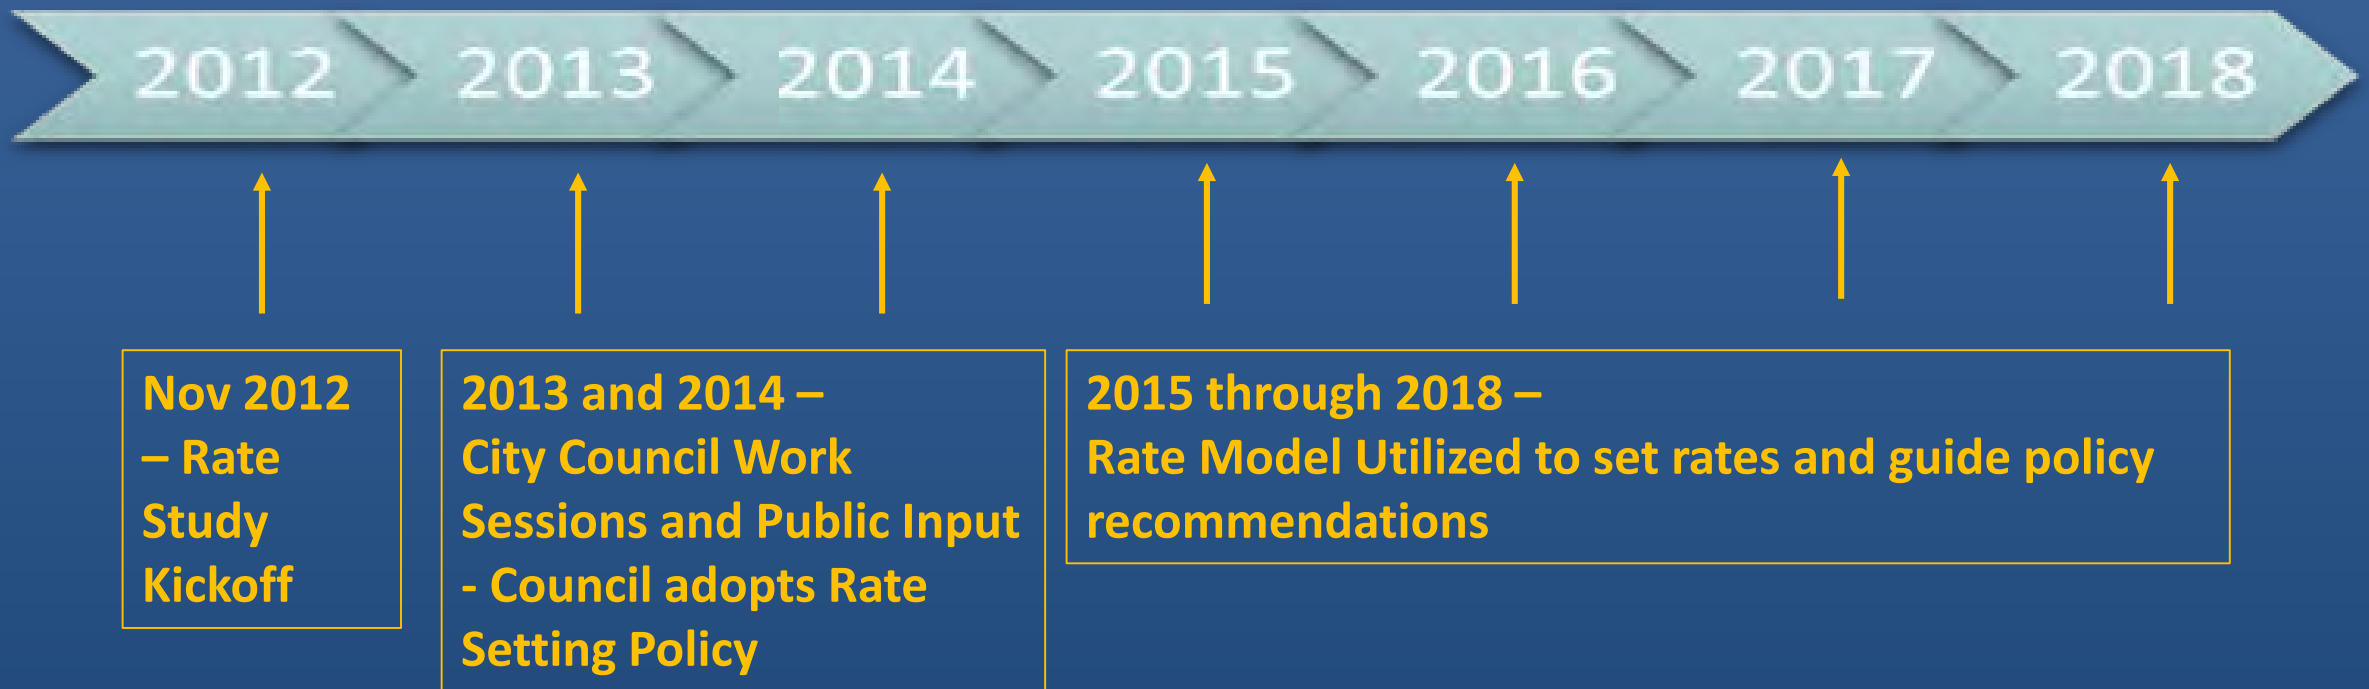 2012 2013 2014 2015 2016 2017 2018
Nov 2012
– Rate
Study
Kickoff
2013 and 2014 –
City Council Work
Sessions and Public Input
- Council adopts Rate
Setting Policy
2015 through 2018 –
Rate Model Utilized to set rates and guide policy
recommendations